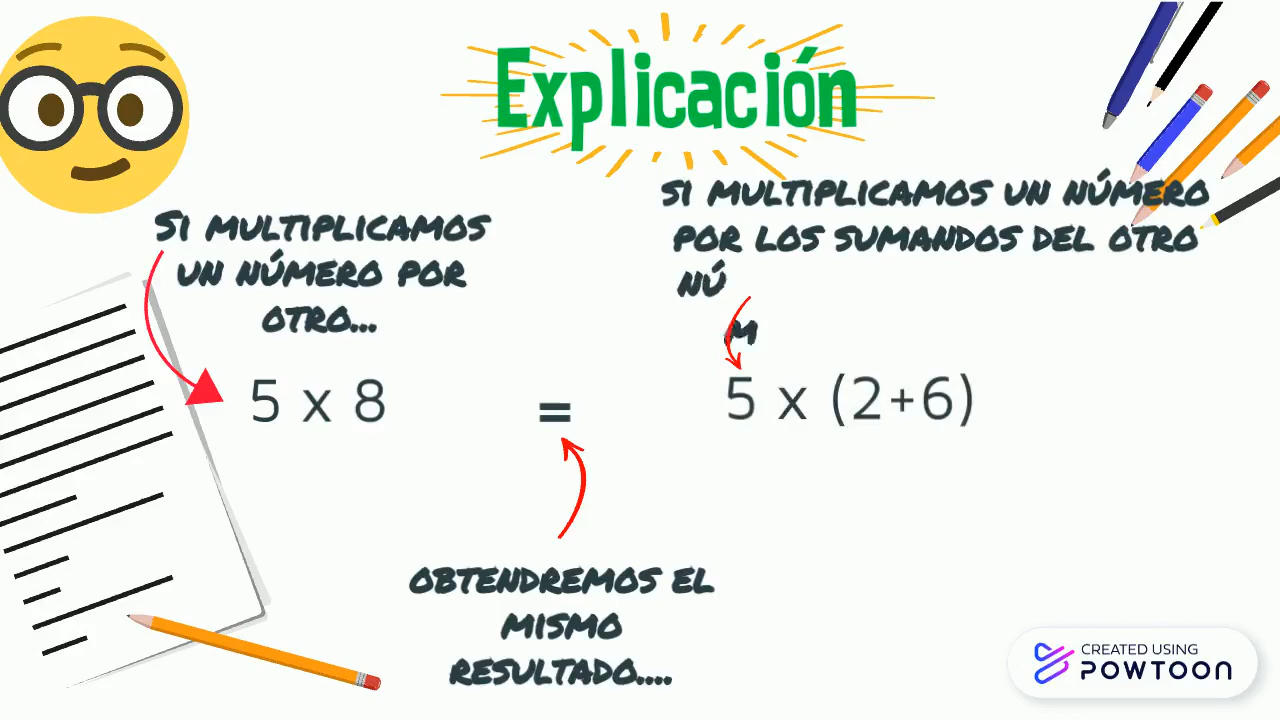 Explicación
Si multiplicamos
un número por
otro...
si multiplicamos un número
por los sumandos del otro
nú
m
5 x 8
=
5 x (2+6)
obtendremos el
mismo
resultado....
CREATED USING
POWTOON